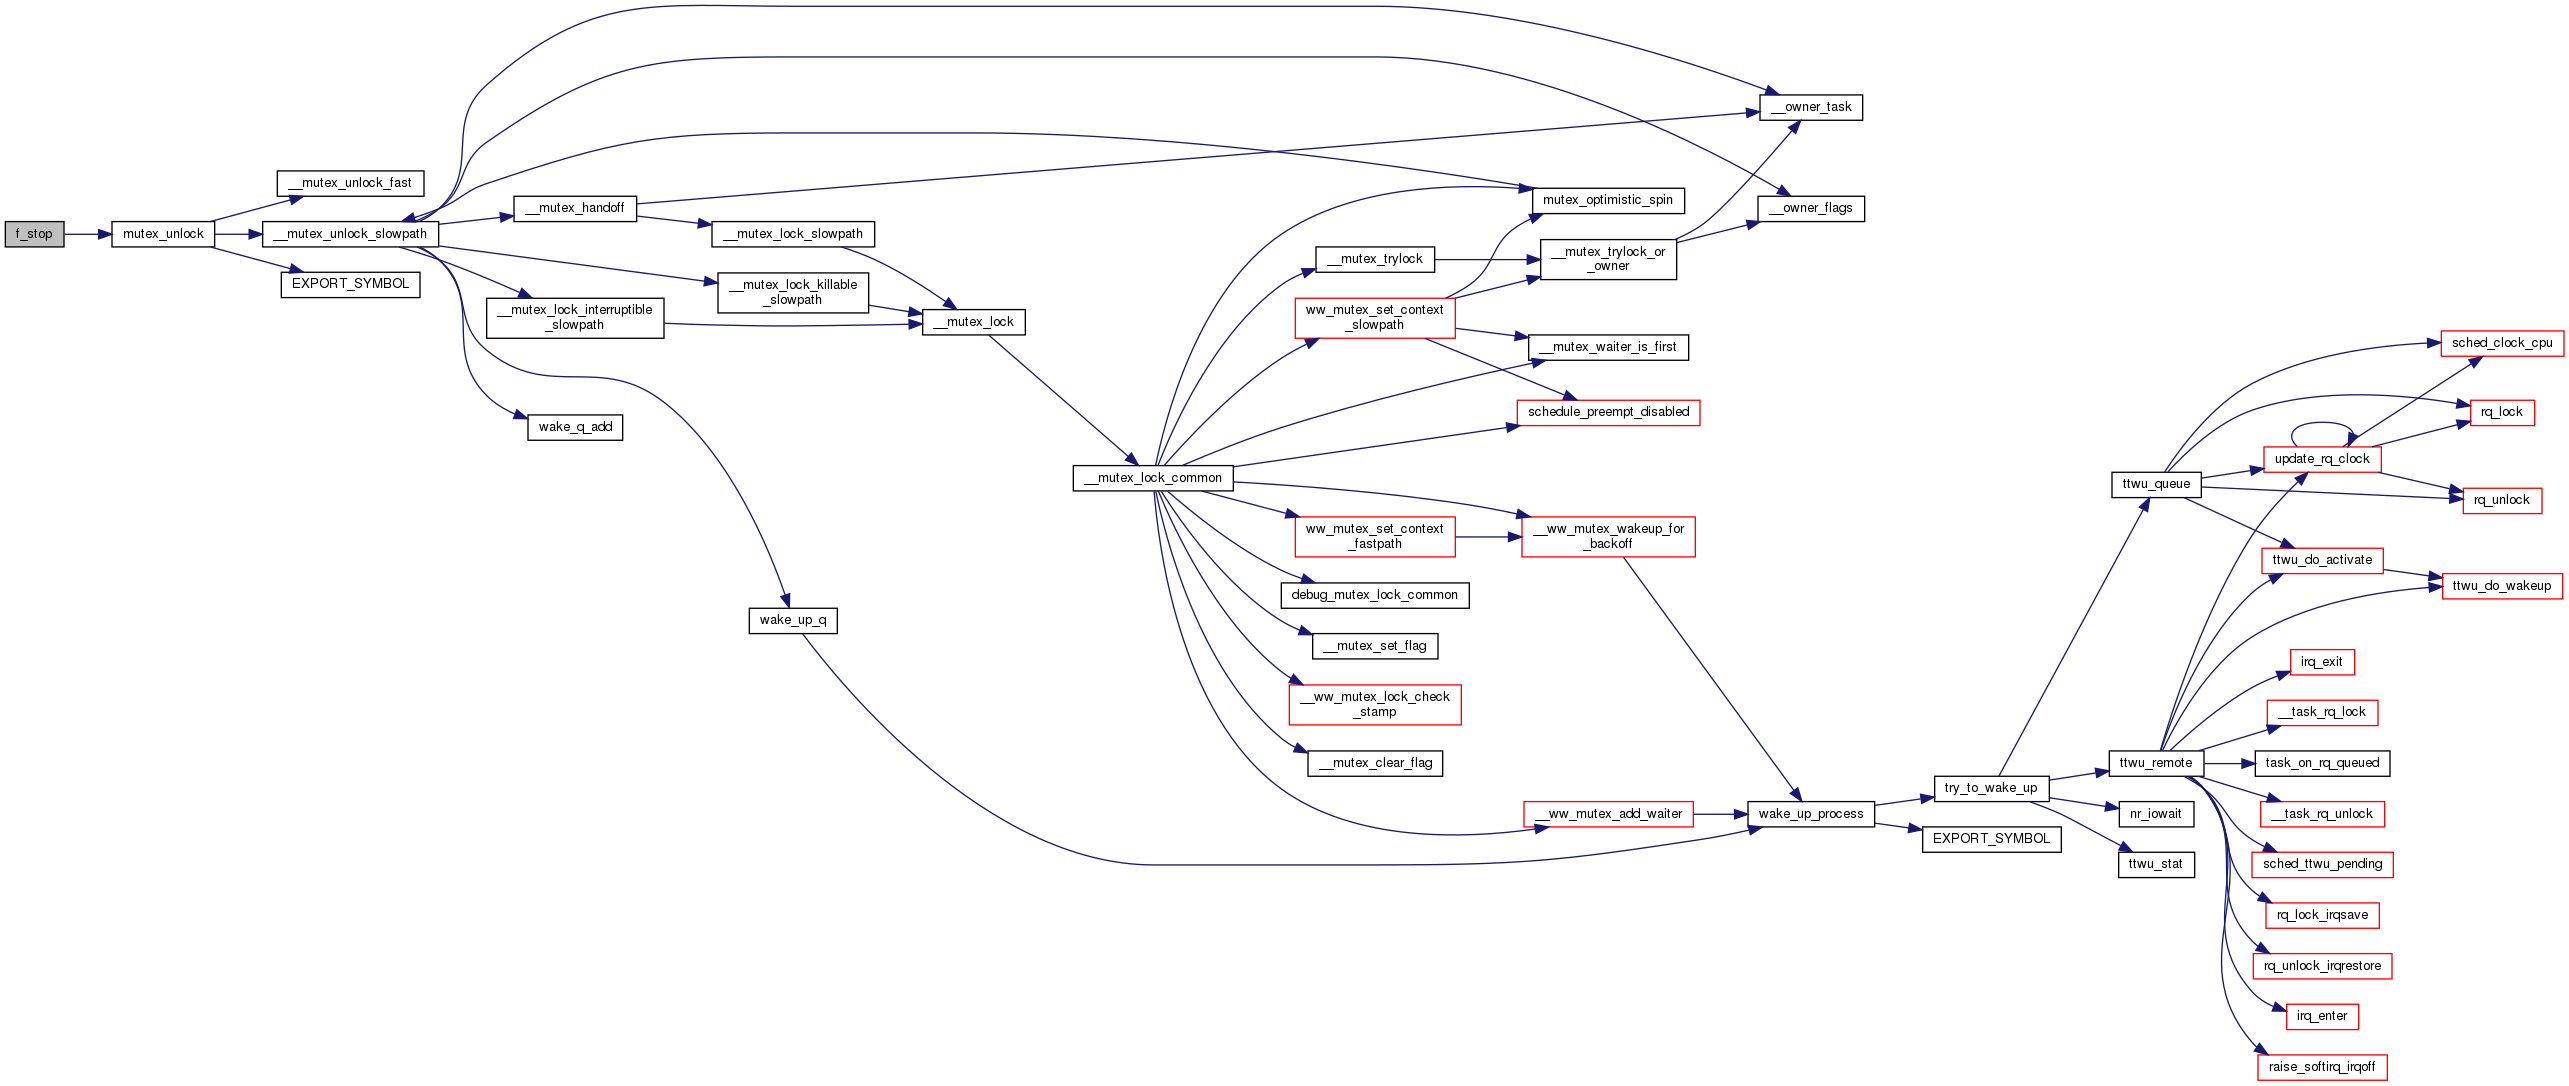 f_stop
mutex_unlock
__mutex_unlock_fast
__mutex_unlock_slowpath
EXPORT_SYMBOL
__mutex_handoff
__mutex_lock_interruptible
_slowpath
wake_q_add
__mutex_lock_slowpath
__mutex_lock_killable
_slowpath
wake_up_q
__mutex_lock
__mutex_lock_common
__mutex_trylock
ww_mutex_set_context
_slowpath
ww_mutex_set_context
_fastpath
debug_mutex_lock_common
__mutex_set_flag
__ww_mutex_lock_check
_stamp
__mutex_clear_flag
mutex_optimistic_spin
__mutex_trylock_or
_owner
__mutex_waiter_is_first
schedule_preempt_disabled
__ww_mutex_wakeup_for
_backoff
__ww_mutex_add_waiter
__owner_task
__owner_flags
wake_up_process
try_to_wake_up
EXPORT_SYMBOL
ttwu_queue
ttwu_remote
nr_iowait
ttwu_stat
update_rq_clock
ttwu_do_activate
irq_exit
__task_rq_lock
task_on_rq_queued
__task_rq_unlock
sched_ttwu_pending
rq_lock_irqsave
rq_unlock_irqrestore
irq_enter
raise_softirq_irqoff
sched_clock_cpu
rq_lock
rq_unlock
ttwu_do_wakeup